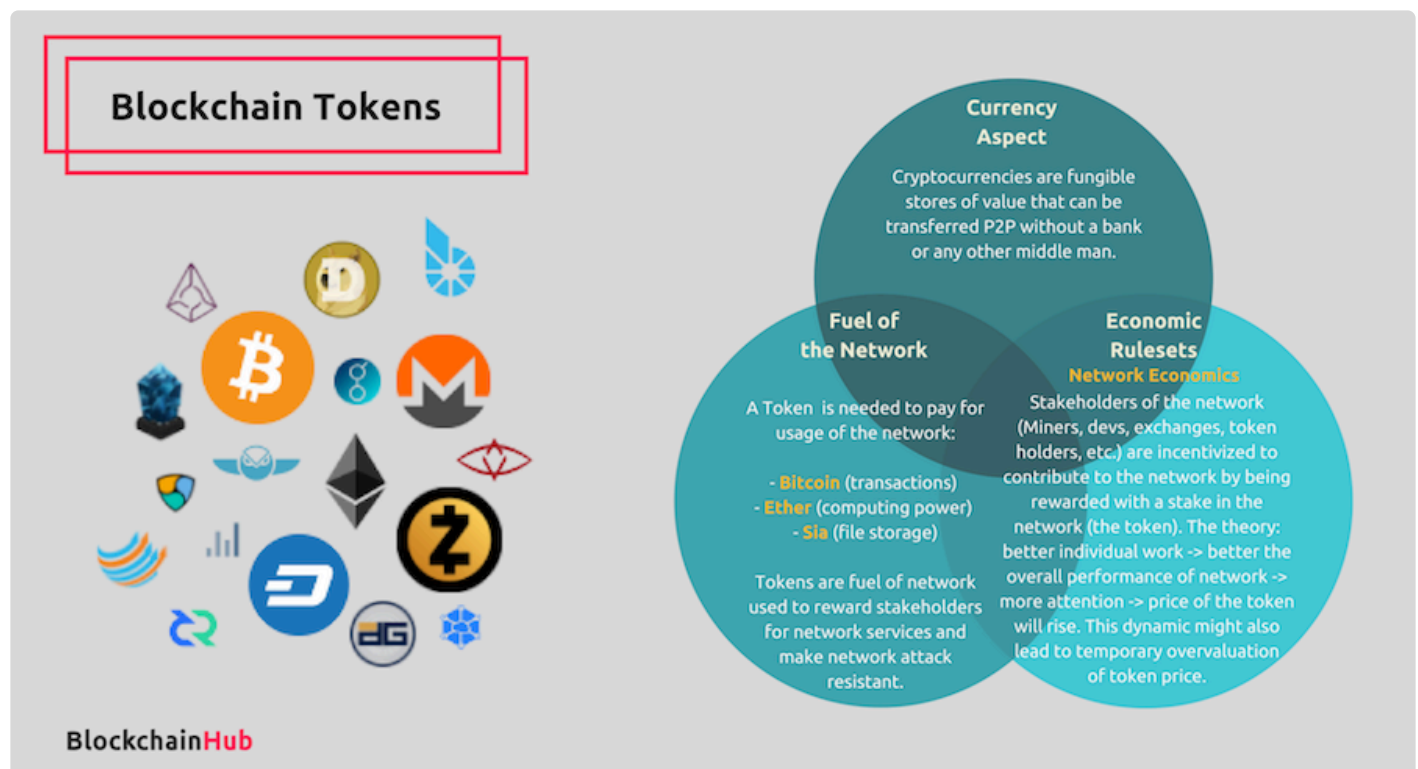 Blockchain Tokens
Currency
Aspect
Cryptocurrencies are fungible
stores of value that can be
transferred P2P without a bank
or any other middle man.
Fuel of
the Network
A Token is needed to pay for
usage of the network:
- Bitcoin (transactions)
- Ether (computing power)
- Sia (file storage)
Tokens are fuel of network
used to reward stakeholders
for network services and
make network attack
resistant.
Economic
Rulesets
Network Economics
Stakeholders of the network
(Miners, devs, exchanges, token
holders, etc.) are incentivized to
contribute to the network by being
rewarded with a stake in the
network (the token). The theory:
better individual work -> better the
overall performance of network ->
more attention -> price of the token
will rise. This dynamic might also
lead to temporary overvaluation
of token price.
dG
BlockchainHub